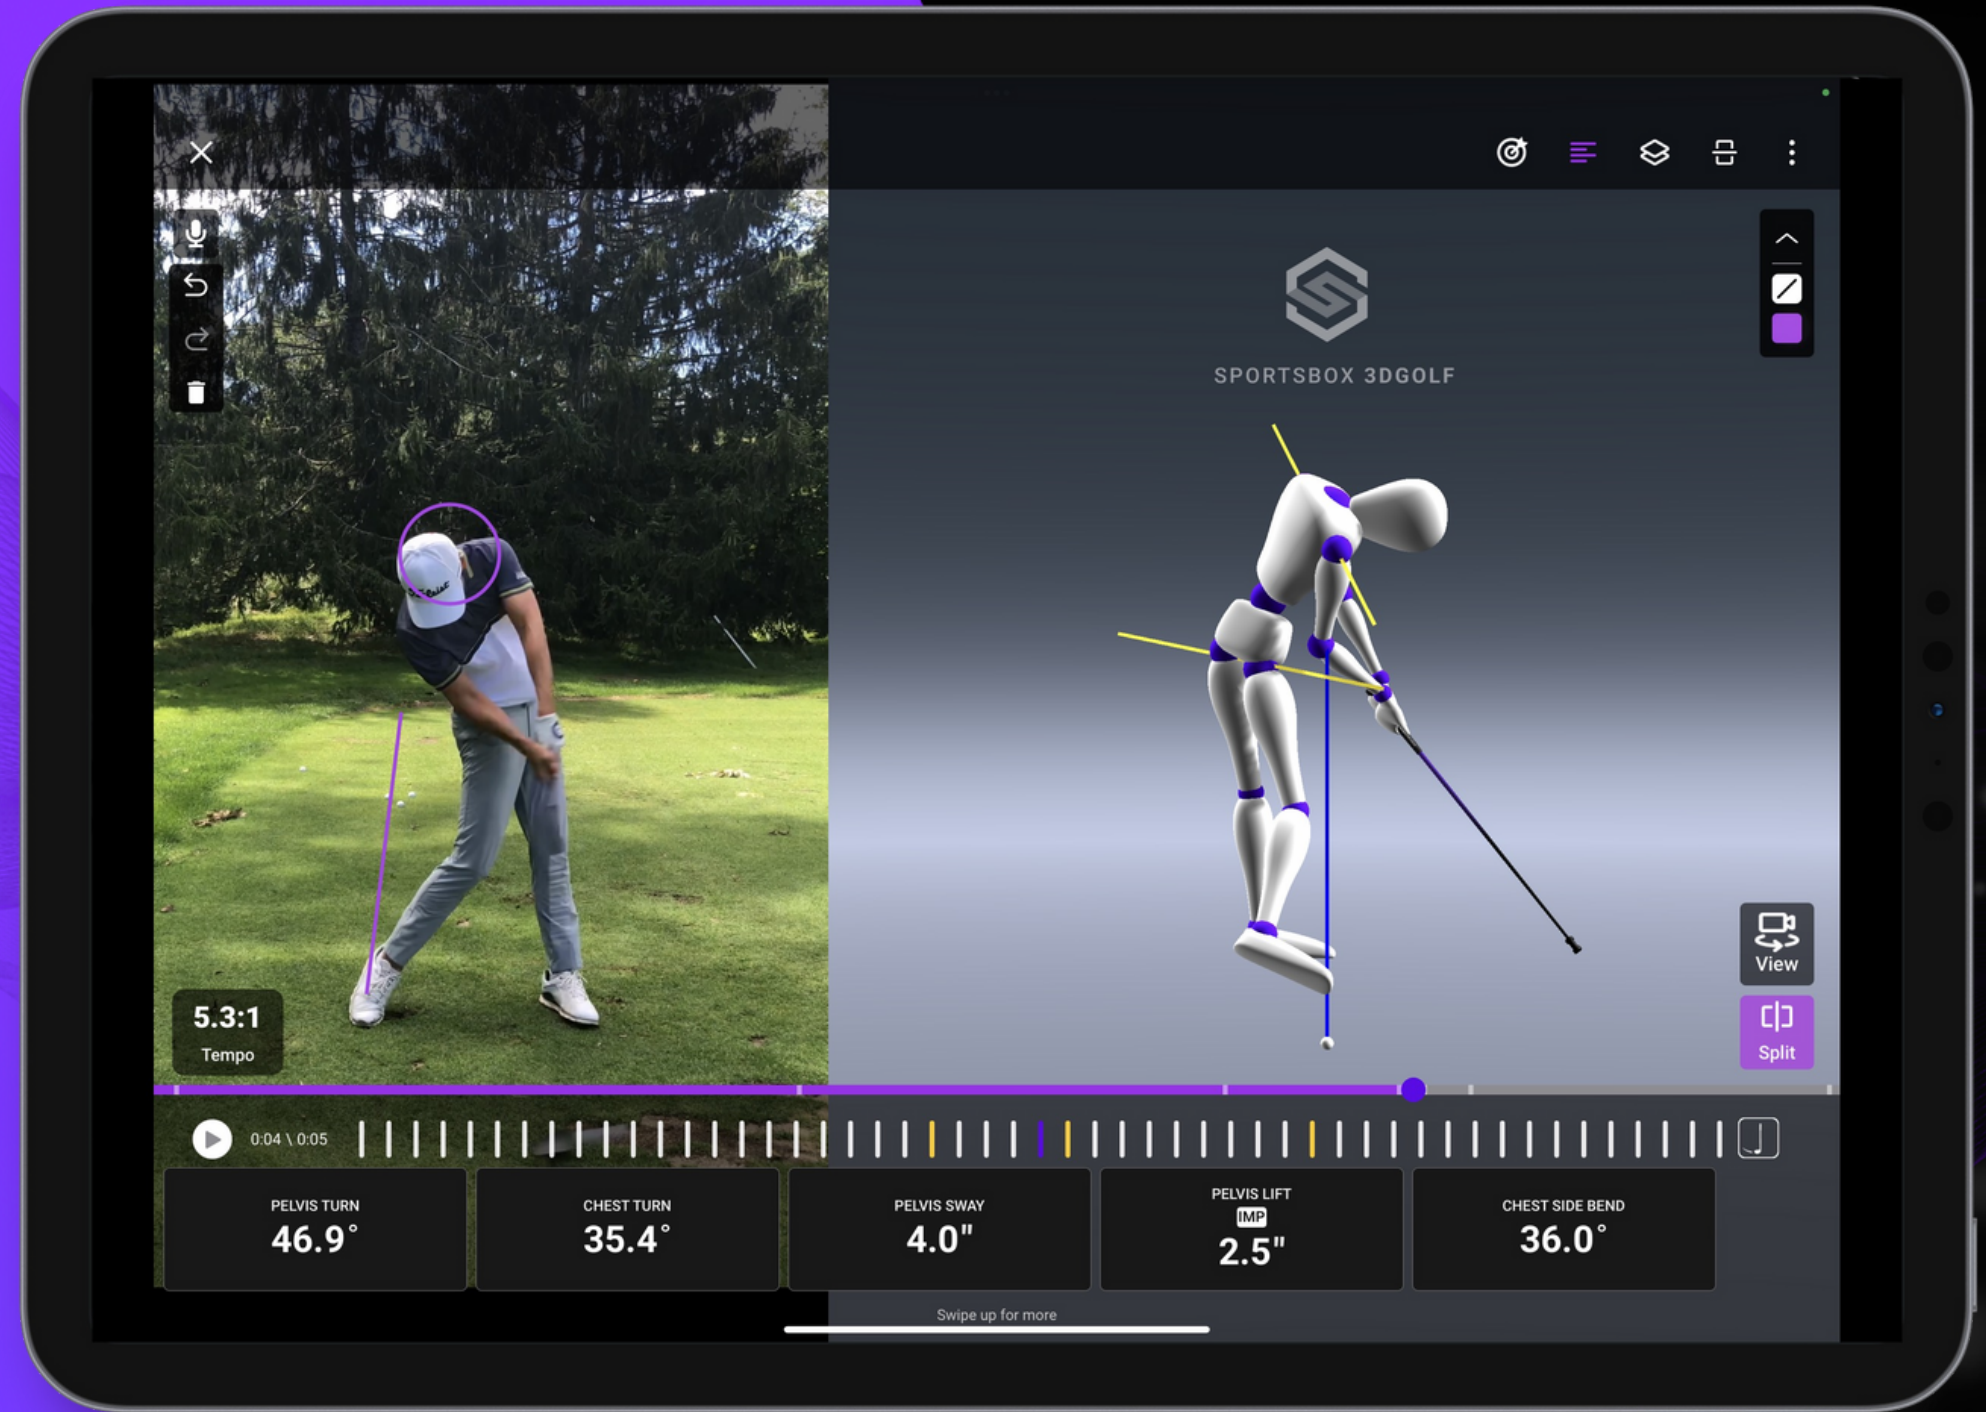 SPORTSBOX 3DGOLF
Titleist
View
Split
5.3:1
Tempo
0:04 \ 0:05
PELVIS TURN
46.9°
CHEST TURN
35.4°
PELVIS SWAY
4.0"
PELVIS LIFT
IMP
2.5"
CHEST SIDE BEND
36.0°
Swipe up for more